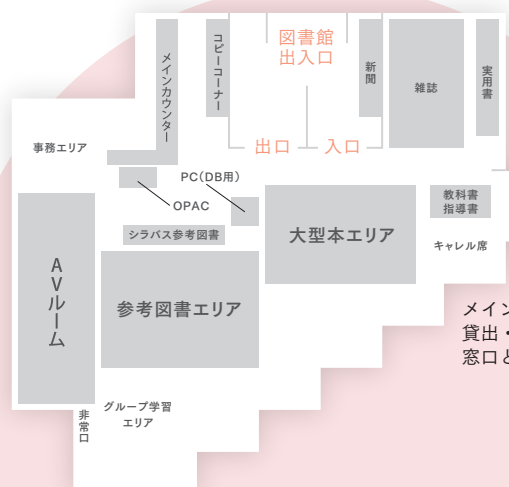 図書館
出入口
メインカウンター
コピーコーナー
新聞
雑誌
実用書
出口
入口
事務エリア
PC(DB用)
OPAC
教科書
指導書
シラバス参考図書
大型本エリア
キャレル席
AVルーム
参考図書エリア
メイン
貸出・
窓口と
グループ学習
エリア
非常口